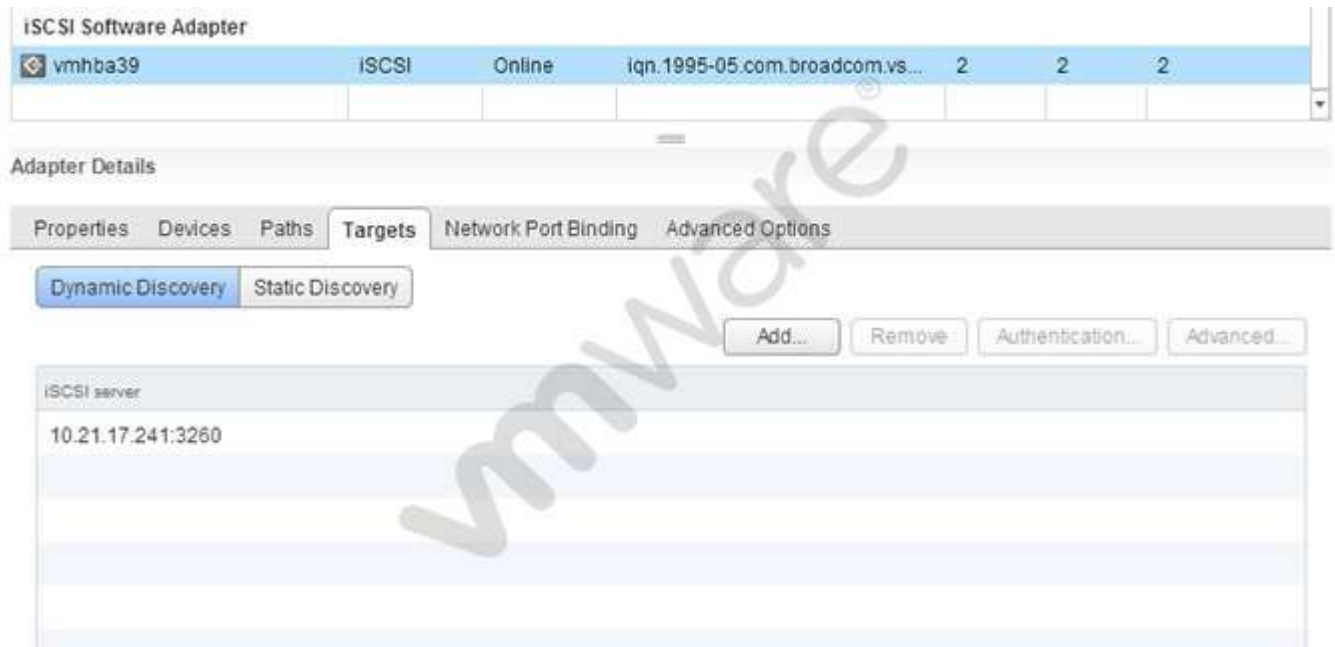 iSCSI Software Adapter
vmhba39 iSCSI Online iqn.1995-05.com.broadcom.vs... 2 2 2
Adapter Details
Properties Devices Paths Targets Network Port Binding Advanced Options
Dynamic Discovery Static Discovery
Add... Remove Authentication... Advanced...
iSCSI server
10.21.17.241:3260
vmware®